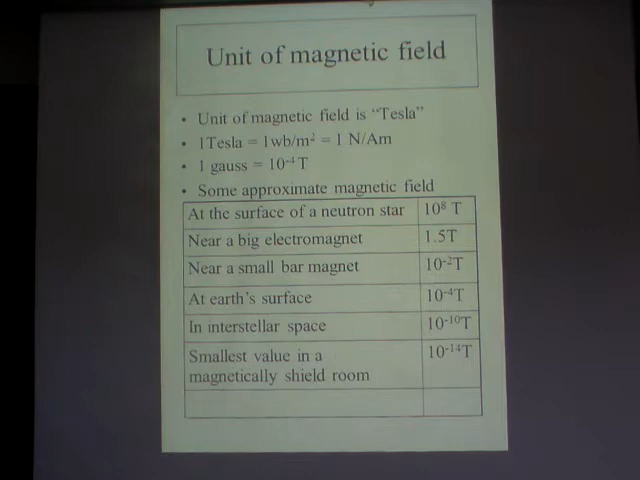 Unit of magnetic field
• Unit of magnetic field is “Tesla”
• 1Tesla = 1wb/m² = 1 N/Am
• 1 gauss = 10⁻⁴T
• Some approximate magnetic field
At the surface of a neutron star 10⁸ T
Near a big electromagnet 1.5T
Near a small bar magnet 10⁻²T
At earth’s surface 10⁻⁴T
In interstellar space 10⁻¹⁰T
Smallest value in a 10⁻¹⁴T
magnetically shield room